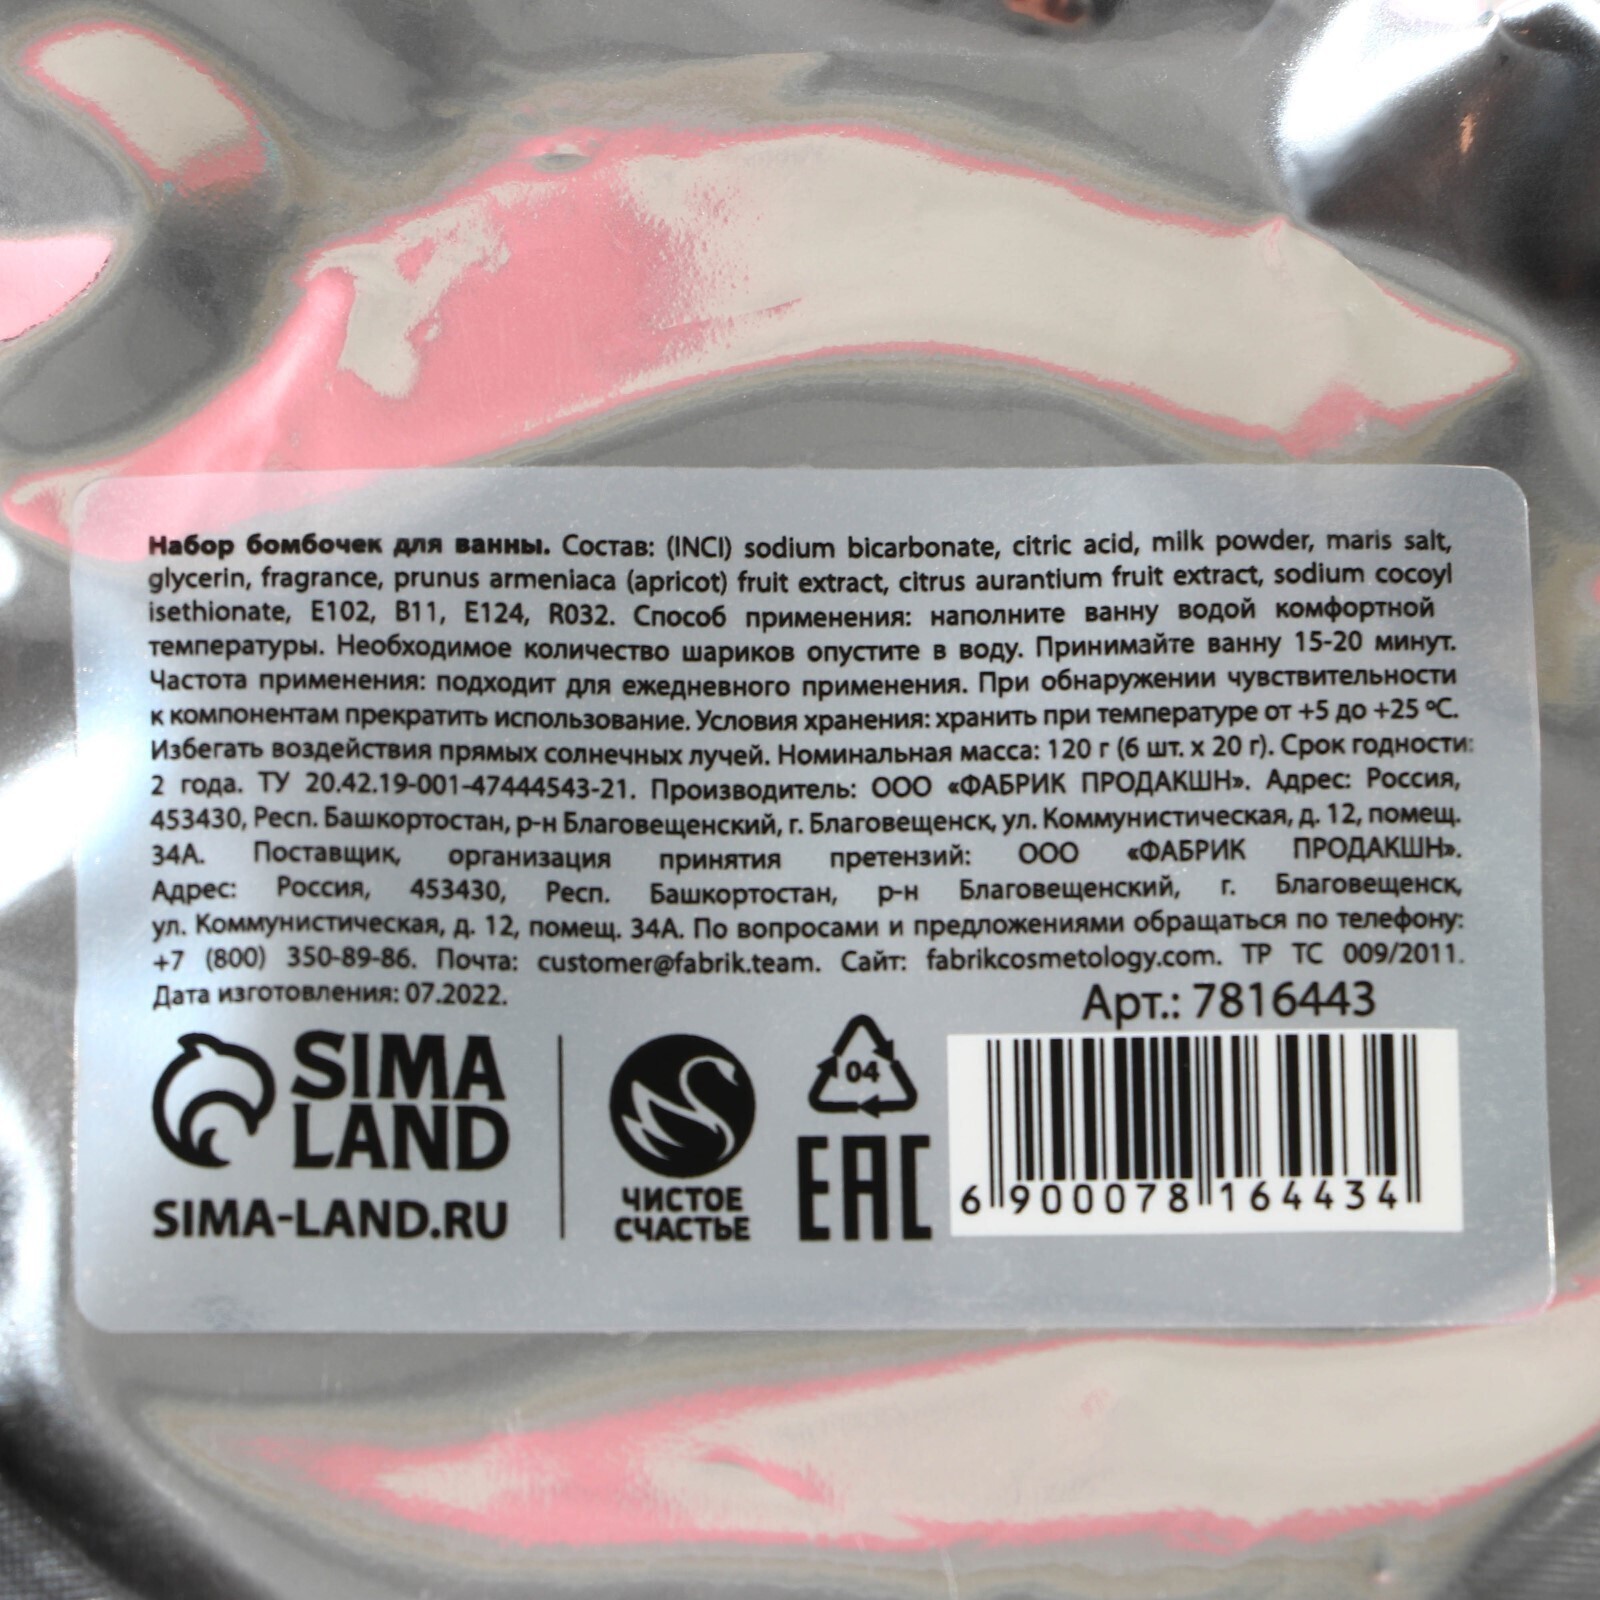 Набор бомбочек для ванны. Состав: (INCI) sodium bicarbonate, citric acid, milk powder, maris salt,
glycerin, fragrance, prunus armeniaca (apricot) fruit extract, citrus aurantium fruit extract, sodium cocoyl
isethionate, E102, B11, E124, R032. Способ применения: наполните ванну водой комфортной
температуры. Необходимое количество шариков опустите в воду. Принимайте ванну 15-20 минут.
Частота применения: подходит для ежедневного применения. При обнаружении чувствительности
к компонентам прекратить использование. Условия хранения: хранить при температуре от +5 до +25 ºС.
Избегать воздействия прямых солнечных лучей. Номинальная масса: 120 г (6 шт. х 20 г). Срок годности:
2 года. ТУ 20.42.19-001-47444543-21. Производитель: ООО «ФАБРИК ПРОДАКШН». Адрес: Россия,
453430, Респ. Башкортостан, р-н Благовещенский, г. Благовещенск, ул. Коммунистическая, д. 12, помещ.
34А. Поставщик, организация принятия претензий: ООО «ФАБРИК ПРОДАКШН».
Адрес: Россия, 453430, Респ. Башкортостан, р-н Благовещенский, г. Благовещенск,
ул. Коммунистическая, д. 12, помещ. 34А. По вопросами и предложениями обращаться по телефону:
+7 (800) 350-89-86. Почта: customer@fabrik.team. Сайт: fabrikcosmetology.com. ТР ТС 009/2011.
Дата изготовления: 07.2022.
Арт.: 7816443
SIMA
LAND
SIMA-LAND.RU
ЧИСТОЕ
СЧАСТЬЕ
04
EAC
6 900078 164434